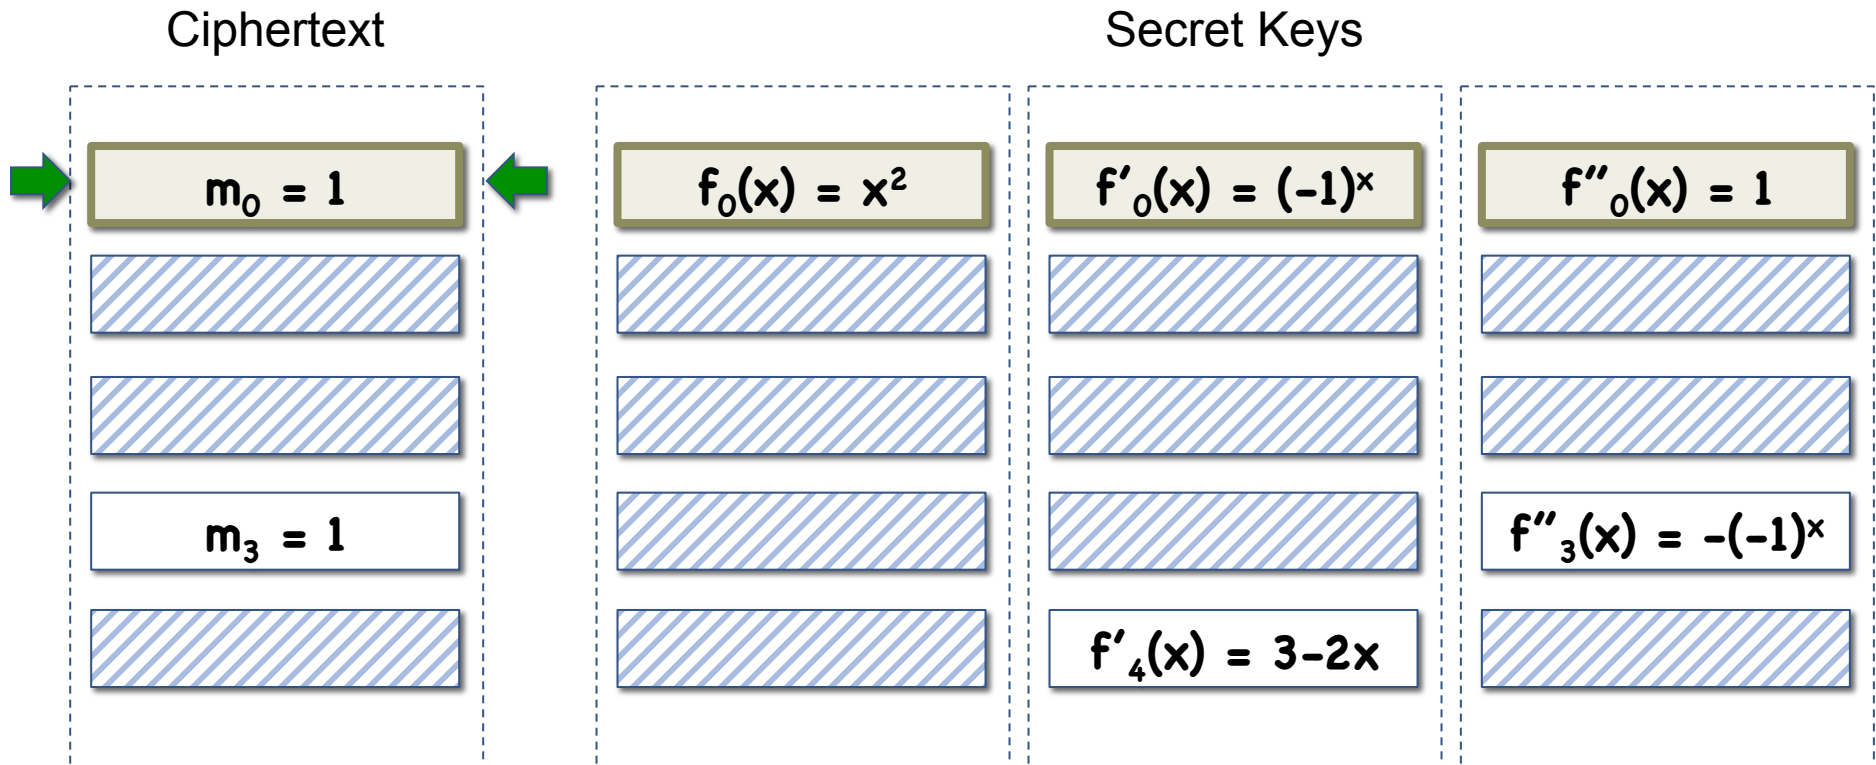 Ciphertext
Secret Keys
m₀ = 1
f₀(x) = x²
f′₀(x) = (-1)ˣ
f″₀(x) = 1
m₃ = 1
f″₃(x) = -(-1)ˣ
f′₄(x) = 3-2x